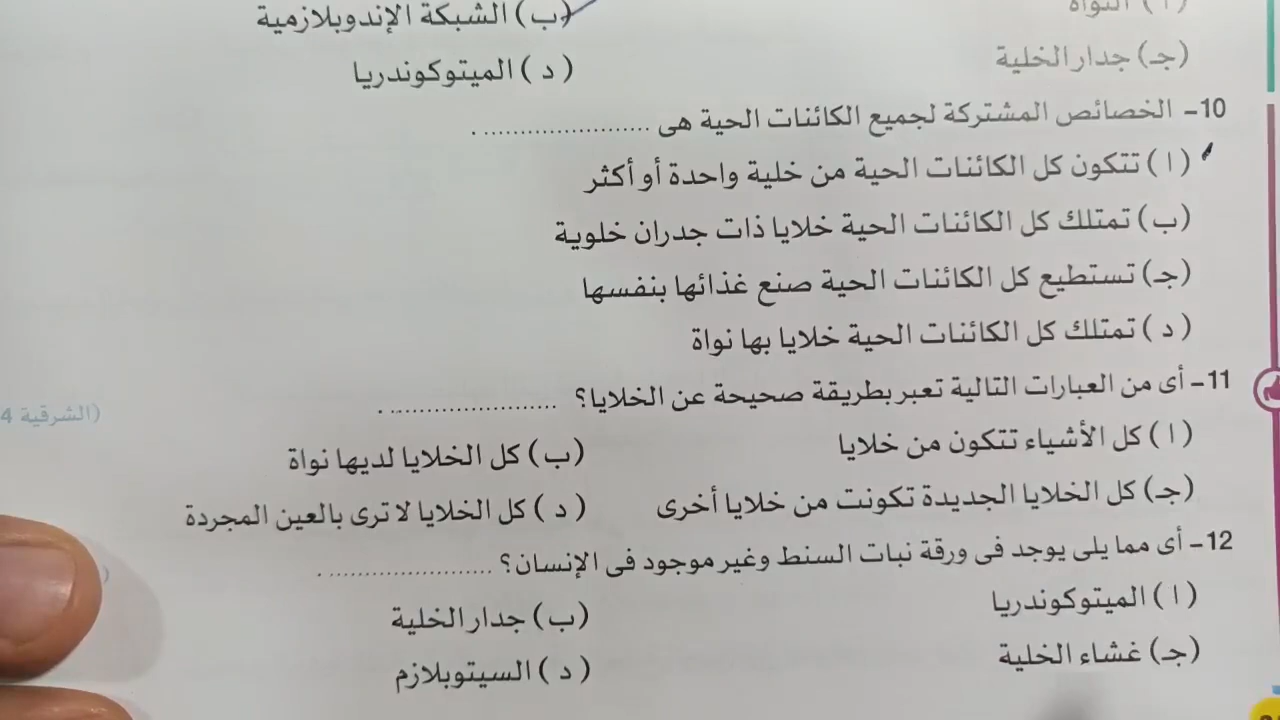 (ا) النواة (ب) الشبكة الإندوبلازمية
(جـ) جدار الخلية (د) الميتوكوندريا
10- الخصائص المشتركة لجميع الكائنات الحية هى ........................ .
(ا) تتكون كل الكائنات الحية من خلية واحدة أو أكثر
(ب) تمتلك كل الكائنات الحية خلايا ذات جدران خلوية
(جـ) تستطيع كل الكائنات الحية صنع غذائها بنفسها
(د) تمتلك كل الكائنات الحية خلايا بها نواة
11- أى من العبارات التالية تعبر بطريقة صحيحة عن الخلايا؟ ........................ . (الشرقية
(ا) كل الأشياء تتكون من خلايا (ب) كل الخلايا لديها نواة
(جـ) كل الخلايا الجديدة تكونت من خلايا أخرى (د) كل الخلايا لا ترى بالعين المجردة
12- أى مما يلى يوجد فى ورقة نبات السنط وغير موجود فى الإنسان؟ ........................ .
(ا) الميتوكوندريا (ب) جدار الخلية
(جـ) غشاء الخلية (د) السيتوبلازم